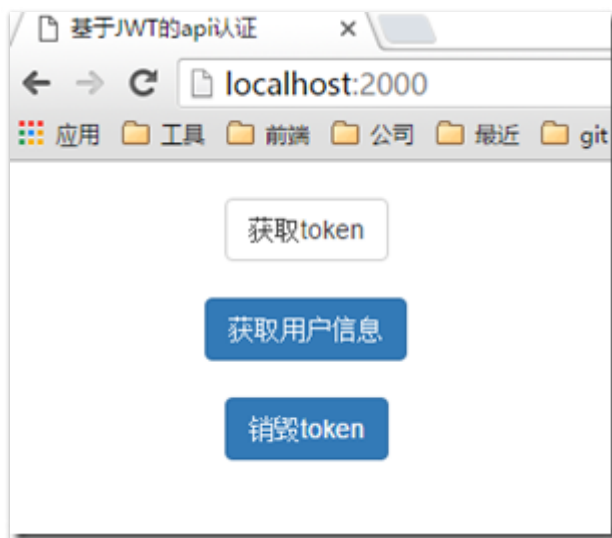 基于JWT的api认证
localhost:2000
应用 工具 前端 公司 最近 git
获取token
获取用户信息
销毁token